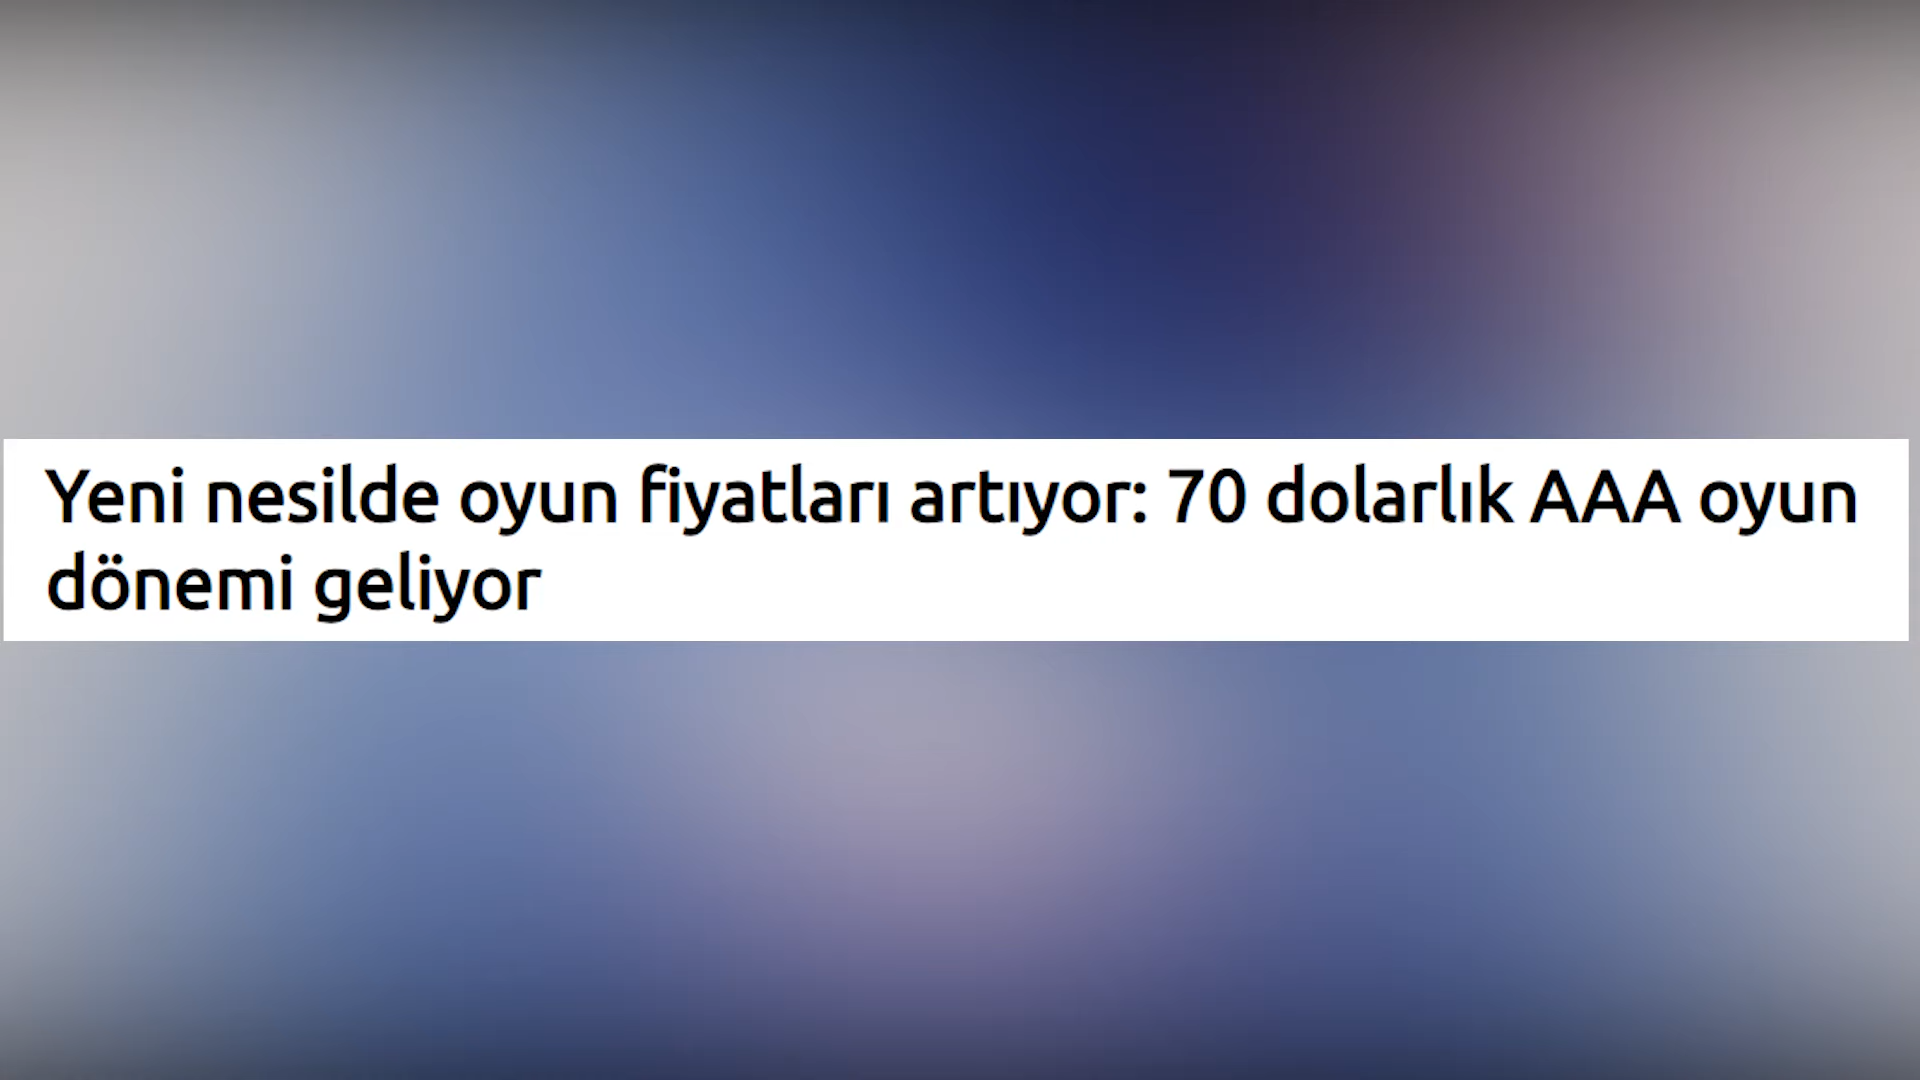 Yeni nesilde oyun fiyatları artıyor: 70 dolarlık AAA oyun
dönemi geliyor